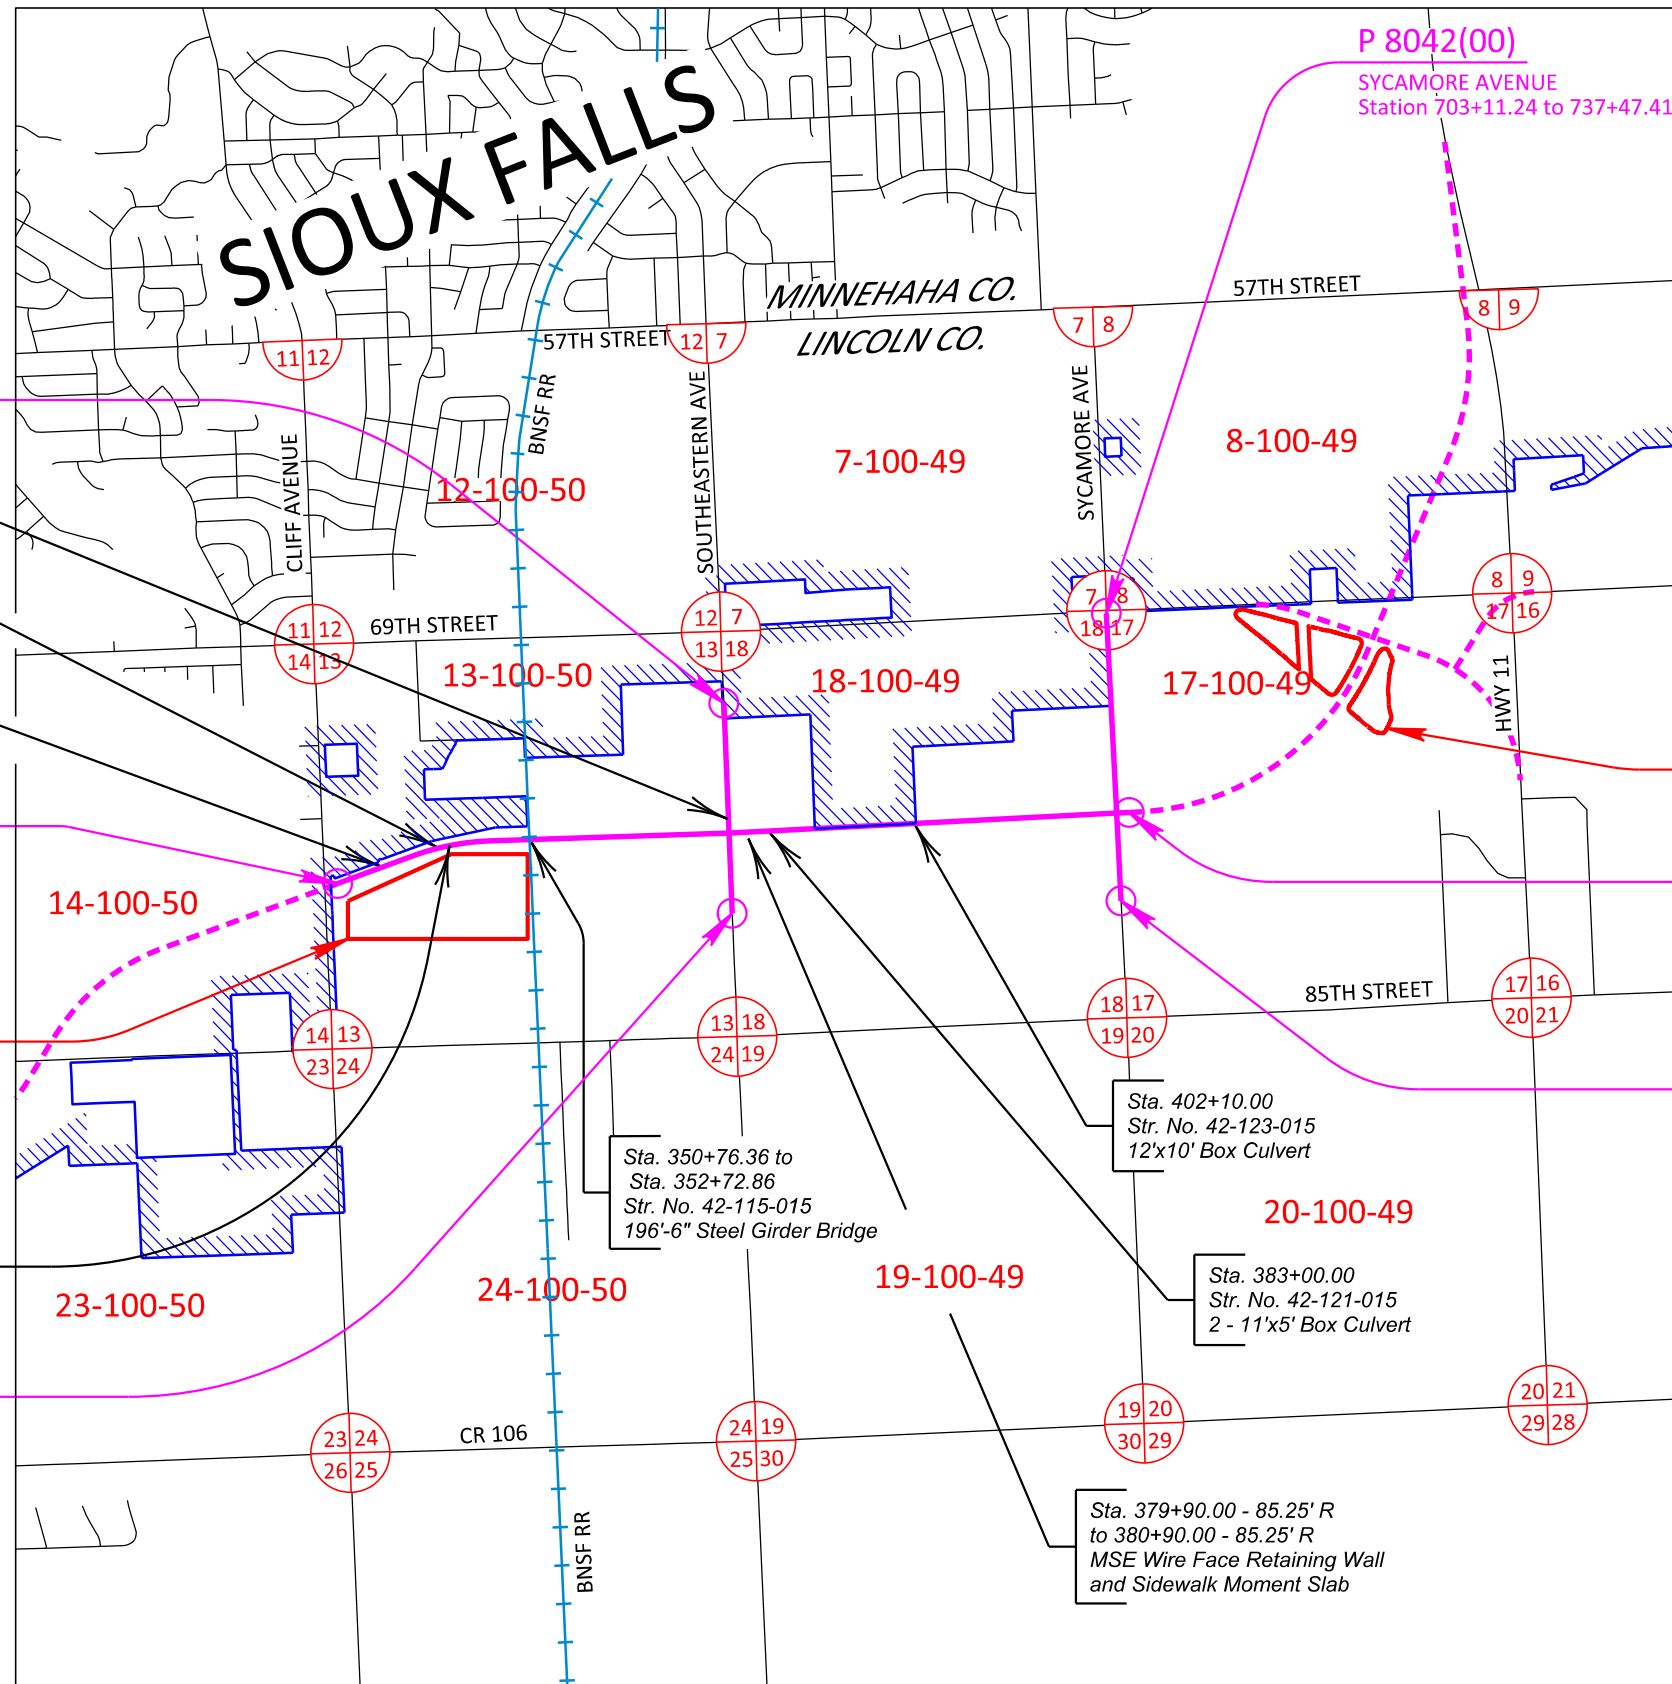 P 8042(00)
SYCAMORE AVENUE
Station 703+11.24 to 737+47.41
SIOUX FALLS
MINNEHAHA CO.
LINCOLN CO.
57TH STREET
57TH STREET
8 9
7 8
12 7
11 12
BNSF RR
CLIFF AVENUE
SOUTHEASTERN AVE
SYCAMORE AVE
7-100-49
8-100-49
12-100-50
69TH STREET
11 12
14 13
12 7
13 18
7 8
18 17
8 9
17 16
13-100-50
18-100-49
17-100-49
HWY 11
14-100-50
85TH STREET
14 13
23 24
13 18
24 19
18 17
19 20
17 16
20 21
Sta. 402+10.00
Str. No. 42-123-015
12'x10' Box Culvert
Sta. 350+76.36 to
Sta. 352+72.86
Str. No. 42-115-015
196'-6" Steel Girder Bridge
20-100-49
19-100-49
24-100-50
23-100-50
Sta. 383+00.00
Str. No. 42-121-015
2 - 11'x5' Box Culvert
CR 106
23 24
26 25
24 19
25 30
19 20
30 29
20 21
29 28
BNSF RR
Sta. 379+90.00 - 85.25' R
to 380+90.00 - 85.25' R
MSE Wire Face Retaining Wall
and Sidewalk Moment Slab